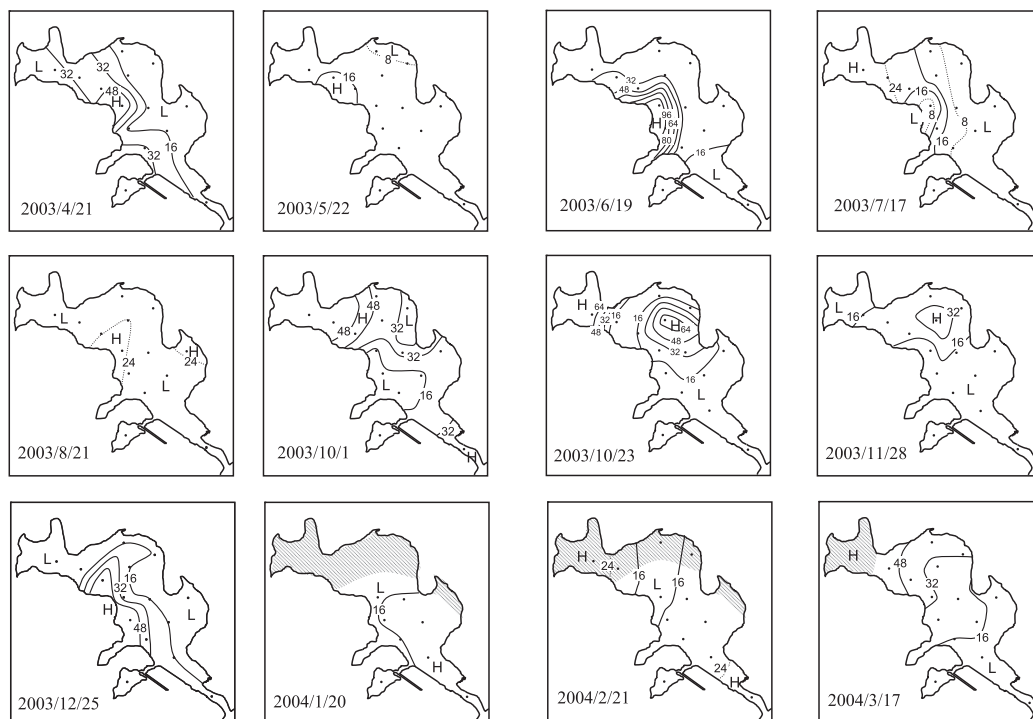 L 32 32 48 H L 16 32
2003/4/21
L 8 16 H
2003/5/22
32 48 96 H 64 80 16 L
2003/6/19
H 24 16 L 8 8 L L 16
2003/7/17
L H H 24 24 L
2003/8/21
48 H L 48 32 32 L 16 32 H
2003/10/1
H 64 32 16 48 16 H 64 48 32 16 L
2003/10/23
L 16 H 32 16 L
2003/11/28
L 16 32 H L 48
2003/12/25
L 16 H
2004/1/20
H 24 16 L 16 24 H
2004/2/21
H 48 32 16 L
2004/3/17